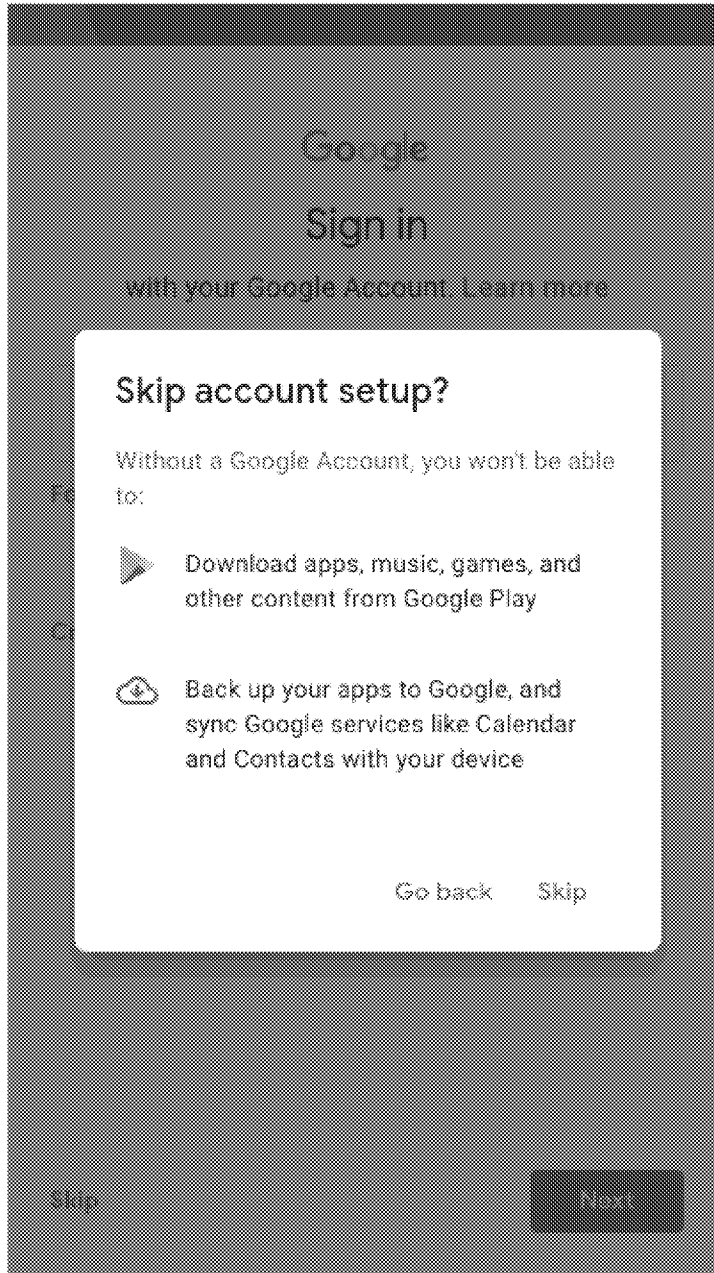 Google
Sign in
with your Google Account. Learn more
Skip account setup?
Without a Google Account, you won't be able
to:
Download apps, music, games, and
other content from Google Play
Back up your apps to Google, and
sync Google services like Calendar
and Contacts with your device
Go back Skip
Skip Next